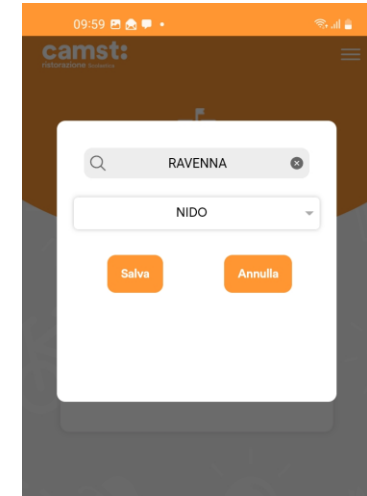 09:59
camst:
ristorazione
RAVENNA
NIDO
Salva
Annulla